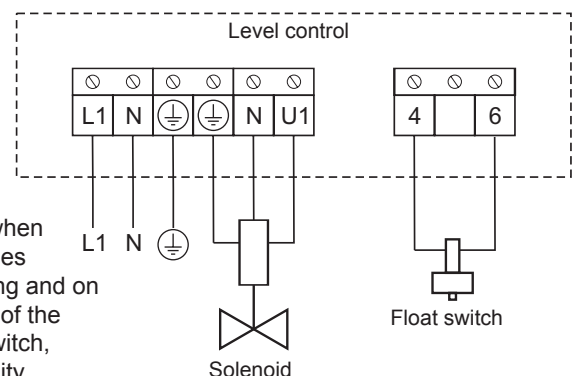 Level control
L1 N N U1
4 6
L1 N
when
es
ng and on
of the
witch,
ity
Float switch
Solenoid